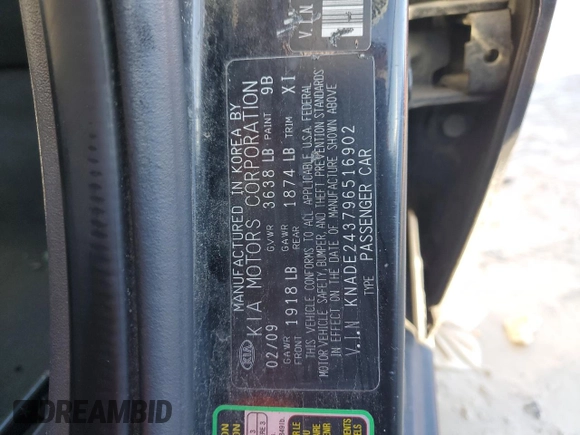 V.I.N
MANUFACTURED IN KOREA BY
KIA MOTORS CORPORATION
KIA 02/09 GVWR 3638 LB PAINT 9B
GAWR FRONT 1918 LB GAWR REAR 1874 LB TRIM XI
THIS VEHICLE CONFORMS TO ALL APPLICABLE U.S.A. FEDERAL
MOTOR VEHICLE SAFETY, BUMPER, AND THEFT PREVENTION STANDARDS
IN EFFECT ON THE DATE OF MANUFACTURE SHOWN ABOVE
V.I.N KNADE243796516902
TYPE PASSENGER CAR
DREAMBID